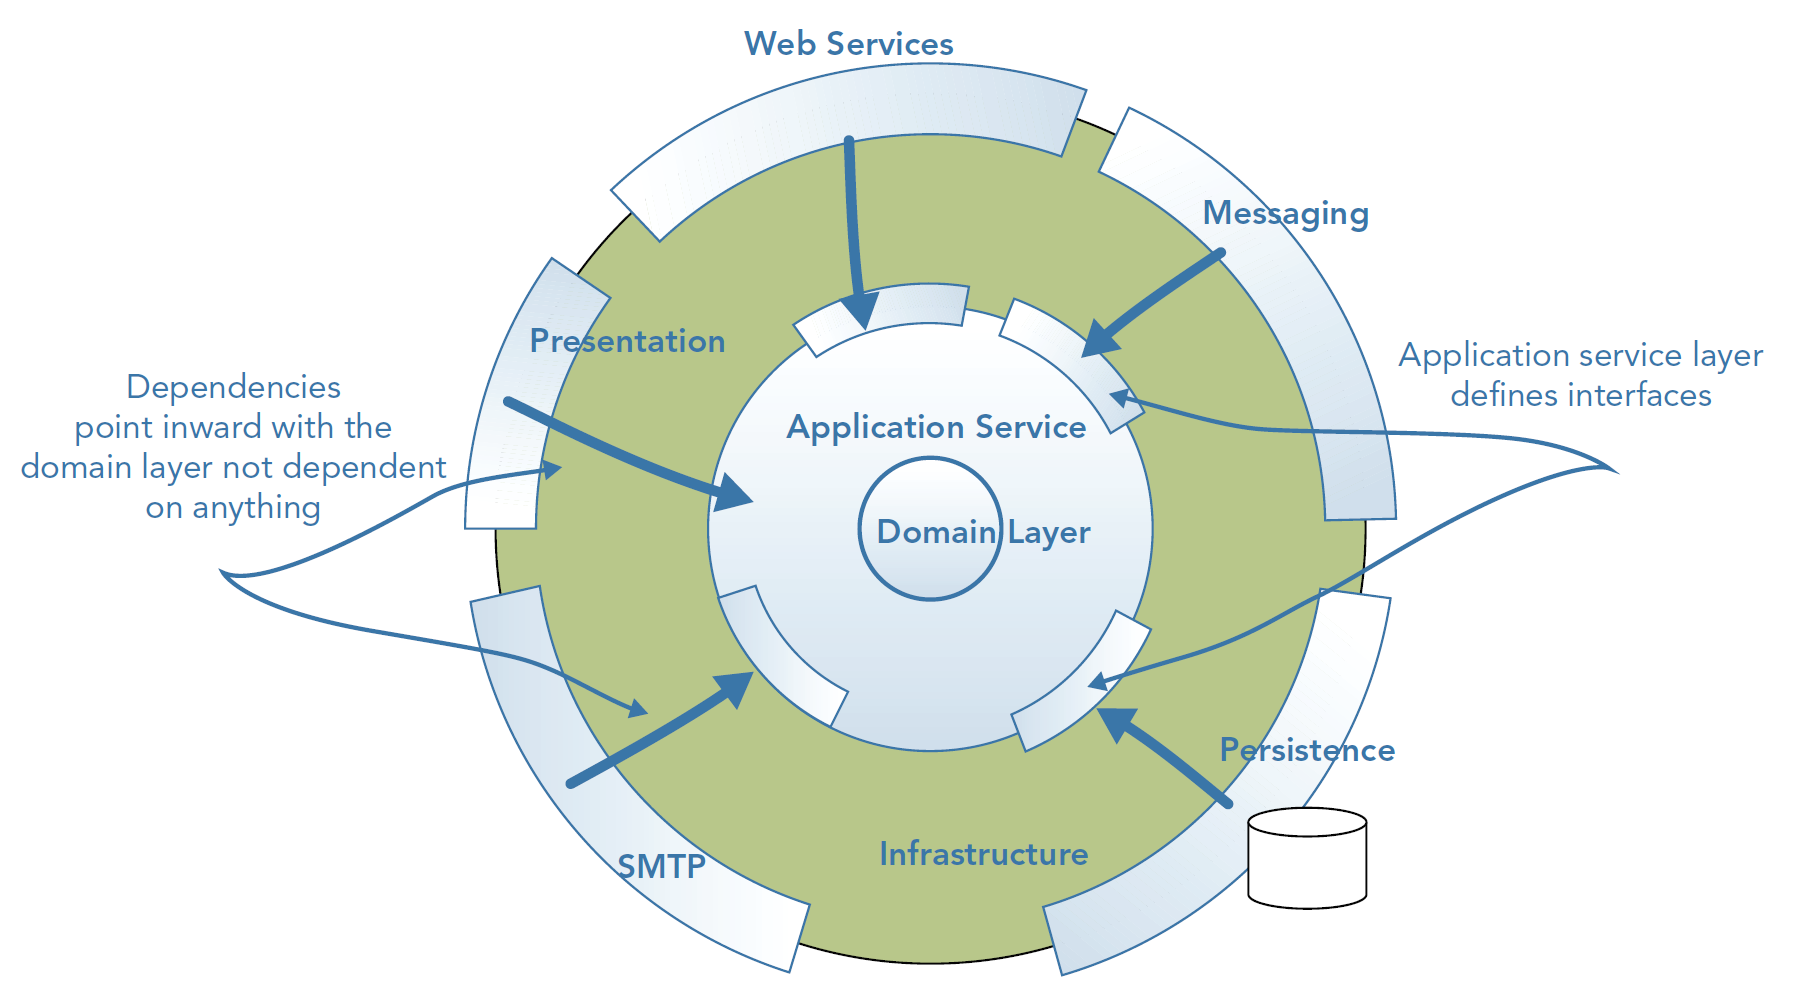 Web Services
Messaging
Presentation
Application service layer
defines interfaces
Dependencies
point inward with the
domain layer not dependent
on anything
Application Service
Domain Layer
Persistence
Infrastructure
SMTP